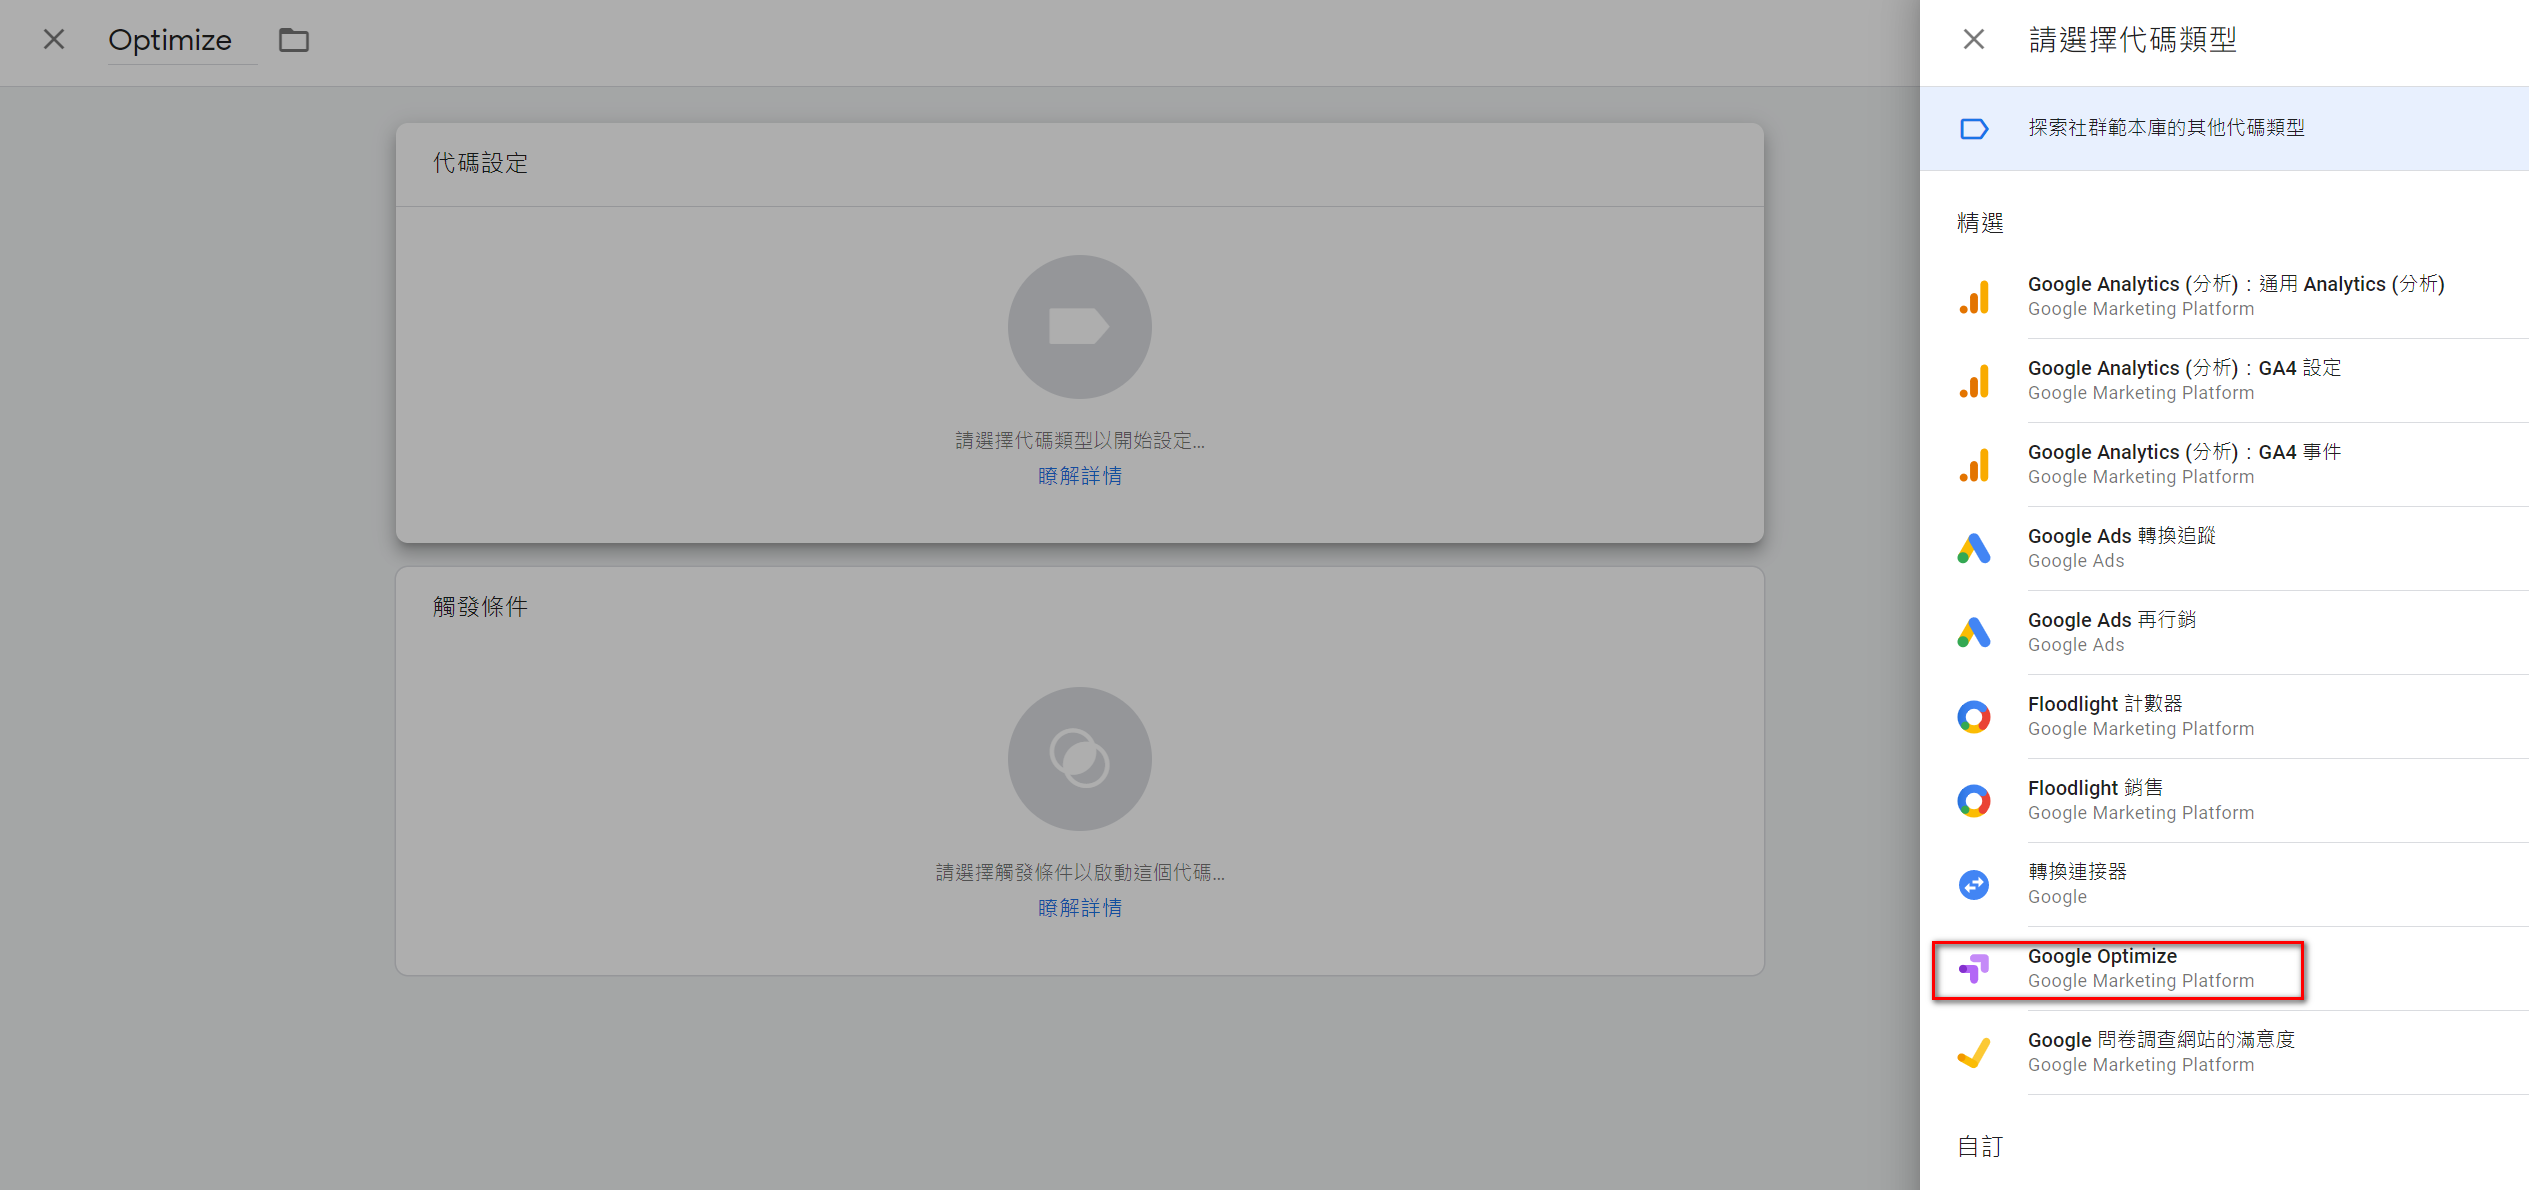 Optimize
代碼設定
請選擇代碼類型以開始設定...
瞭解詳情
觸發條件
請選擇觸發條件以啟動這個代碼...
瞭解詳情
請選擇代碼類型
探索社群範本庫的其他代碼類型
精選
Google Analytics (分析)：通用 Analytics (分析)
Google Marketing Platform
Google Analytics (分析)：GA4 設定
Google Marketing Platform
Google Analytics (分析)：GA4 事件
Google Marketing Platform
Google Ads 轉換追蹤
Google Ads
Google Ads 再行銷
Google Ads
Floodlight 計數器
Google Marketing Platform
Floodlight 銷售
Google Marketing Platform
轉換連接器
Google
Google Optimize
Google Marketing Platform
Google 問卷調查網站的滿意度
Google Marketing Platform
自訂